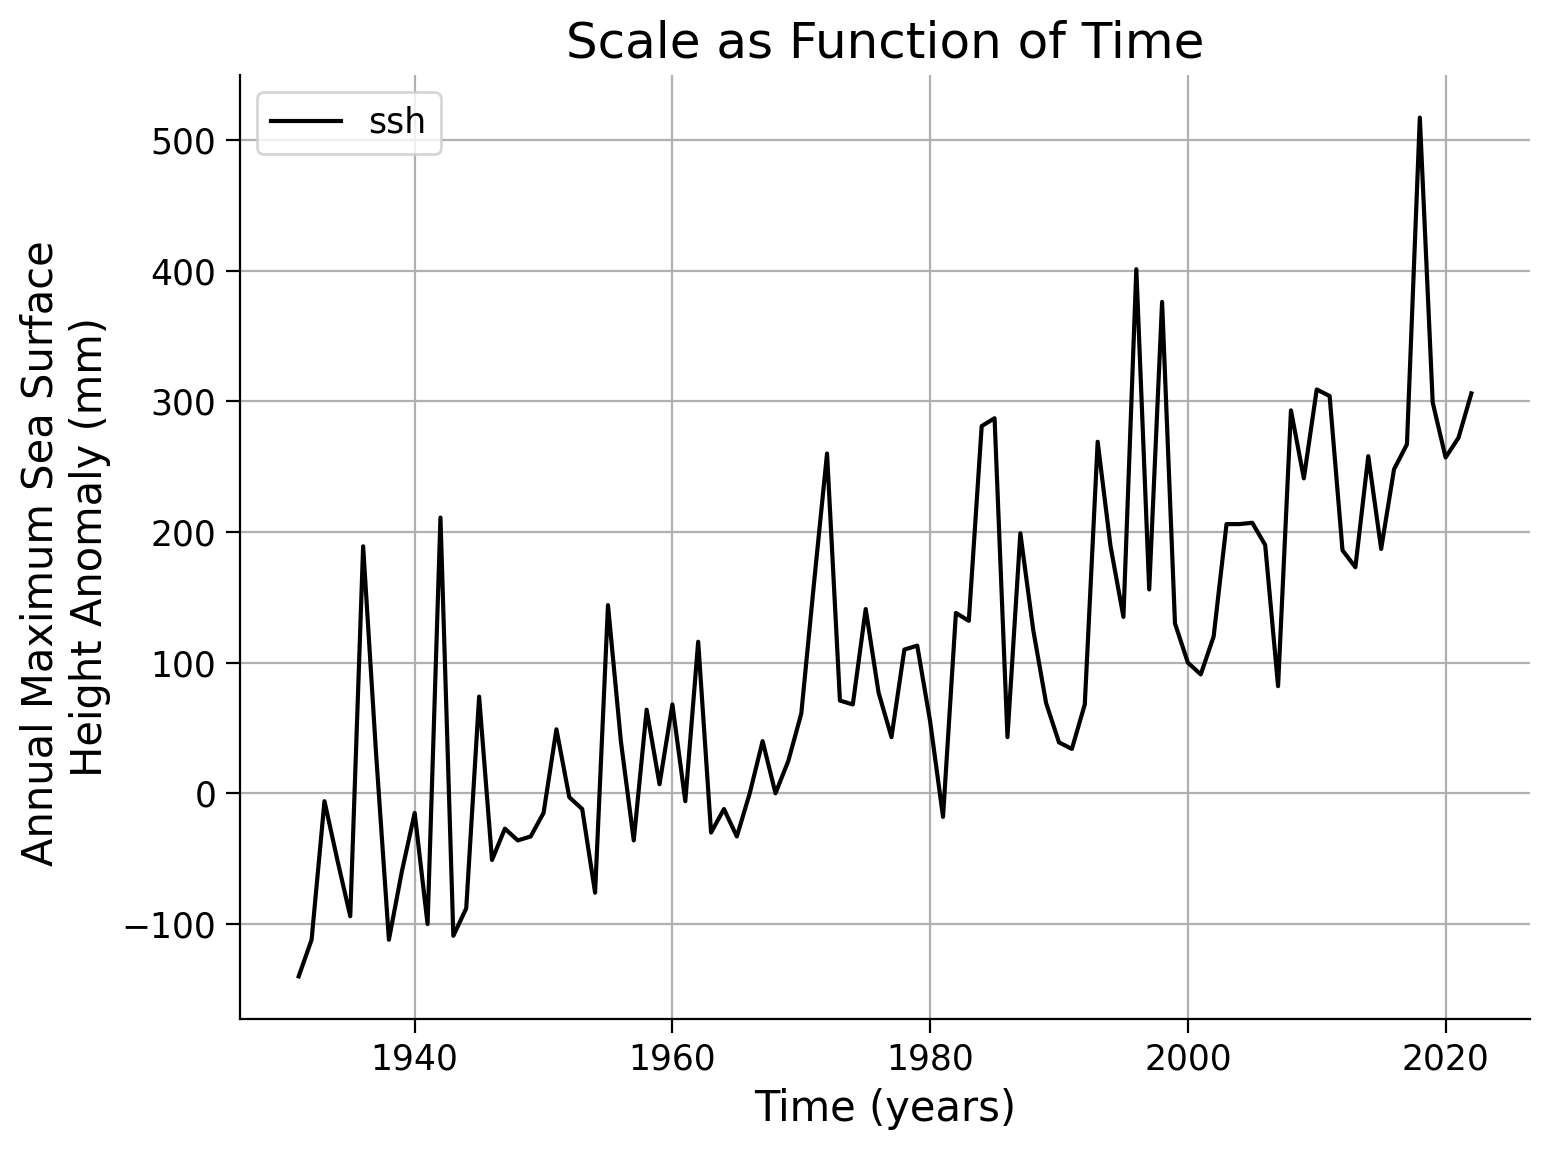 Scale as Function of Time
ssh
Annual Maximum Sea Surface
Height Anomaly (mm)
500
400
300
200
100
0
−100
1940
1960
1980
2000
2020
Time (years)